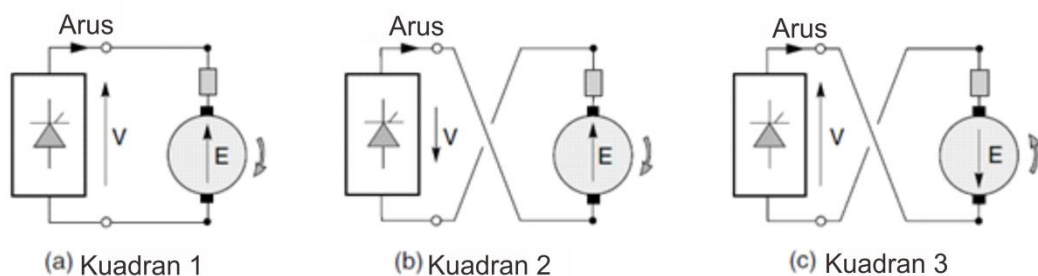 Arus
V
E
(a) Kuadran 1
Arus
V
E
(b) Kuadran 2
Arus
V
E
(c) Kuadran 3